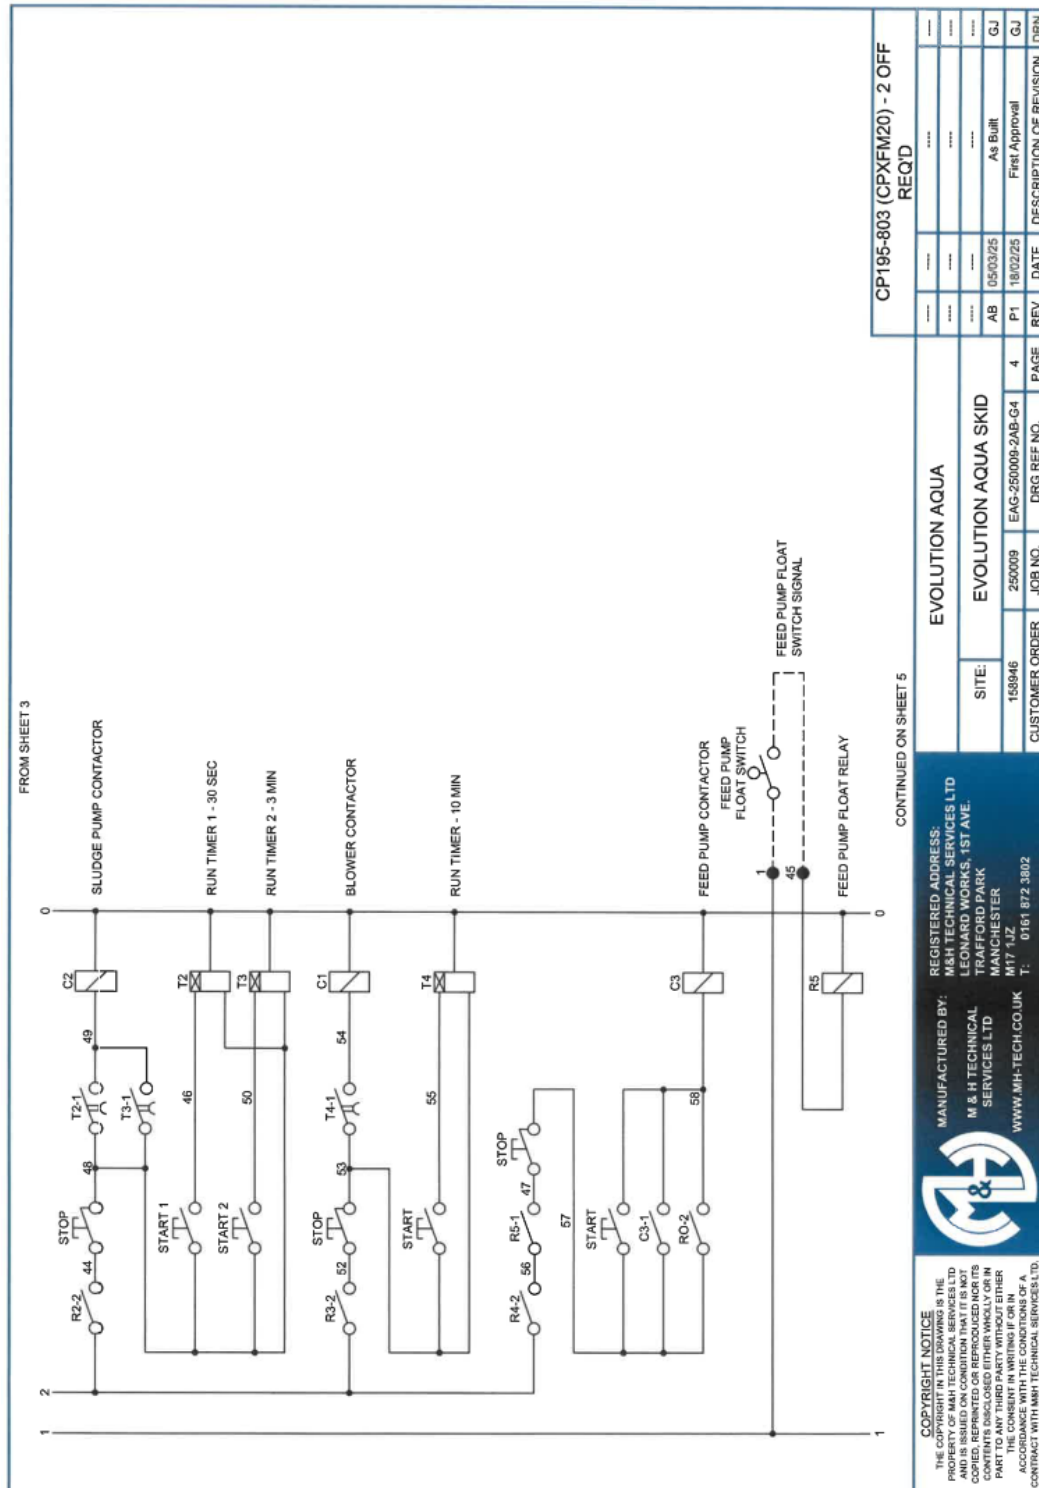 FROM SHEET 3
1
2
0
R2-2
44
STOP
48
T2-1
49
C2
SLUDGE PUMP CONTACTOR
T3-1
START 1
46
T2
RUN TIMER 1 - 30 SEC
START 2
50
T3
RUN TIMER 2 - 3 MIN
R3-2
52
STOP
53
T4-1
54
C1
BLOWER CONTACTOR
START
55
T4
RUN TIMER - 10 MIN
R4-2
56
R5-1
47
STOP
57
START
C3-1
RO-2
58
C3
FEED PUMP CONTACTOR
FEED PUMP
FLOAT SWITCH
1
45
FEED PUMP FLOAT
SWITCH SIGNAL
R5
FEED PUMP FLOAT RELAY
1
0
CONTINUED ON SHEET 5
CP195-803 (CPXFM20) - 2 OFF
REQ'D
COPYRIGHT NOTICE
THE COPYRIGHT IN THIS DRAWING IS THE
PROPERTY OF M&H TECHNICAL SERVICES LTD
AND IS ISSUED ON CONDITION THAT IT IS NOT
COPIED, REPRINTED OR REPRODUCED NOR ITS
CONTENTS DISCLOSED EITHER WHOLLY OR IN
PART TO ANY THIRD PARTY WITHOUT EITHER
THE CONSENT IN WRITING IF OR IN
ACCORDANCE WITH THE CONDITIONS OF A
CONTRACT WITH M&H TECHNICAL SERVICES LTD.
M&H
MANUFACTURED BY:
M & H TECHNICAL
SERVICES LTD
WWW.MH-TECH.CO.UK
REGISTERED ADDRESS:
M&H TECHNICAL SERVICES LTD
LEONARD WORKS, 1ST AVE.
TRAFFORD PARK
MANCHESTER
M17 1JZ
T: 0161 872 3802
EVOLUTION AQUA
SITE: EVOLUTION AQUA SKID
158946 250009 EAG-250009-2AB-G4 4
CUSTOMER ORDER JOB NO. DRG REF NO. PAGE
---- ---- ---- ----
---- ---- ---- ----
---- ---- ---- ----
AB 05/03/25 As Built GJ
P1 18/02/25 First Approval GJ
REV DATE DESCRIPTION OF REVISION DRN